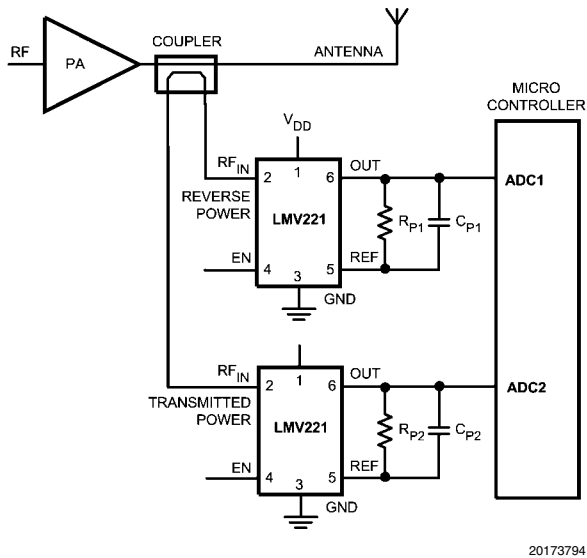 RF
PA
COUPLER
ANTENNA
MICRO
CONTROLLER
VDD
RFIN
OUT
2
1
6
ADC1
REVERSE
POWER
LMV221
RP1
CP1
EN
REF
4
3
5
GND
RFIN
OUT
2
1
6
ADC2
TRANSMITTED
POWER
LMV221
RP2
CP2
EN
REF
4
3
5
GND
20173794